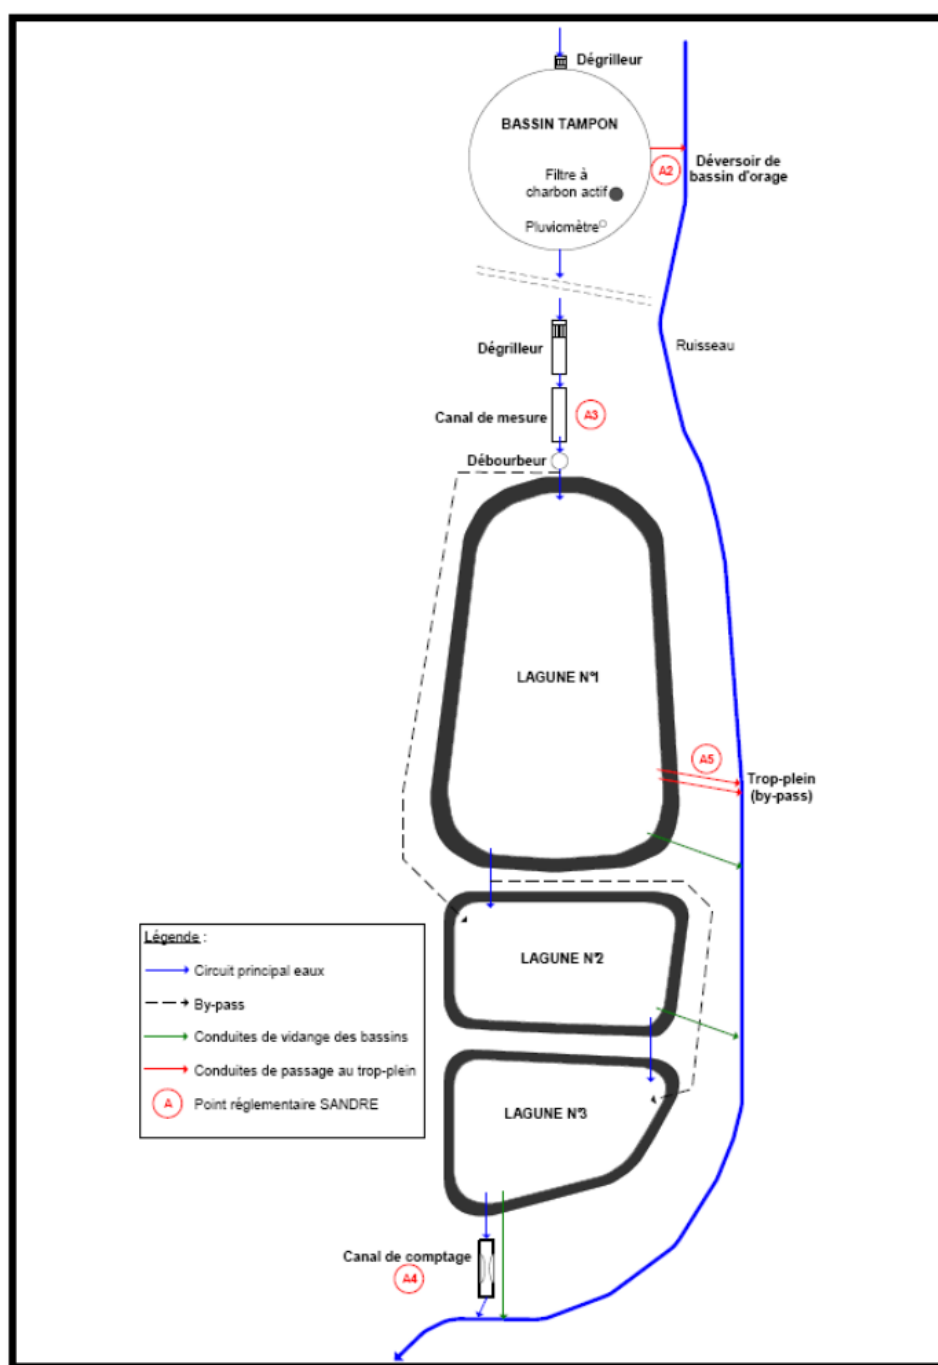 Dégrilleur
BASSIN TAMPON
A2
Déversoir de
bassin d'orage
Filtre à
charbon actif
Pluviomètre
Dégrilleur
Ruisseau
Canal de mesure
A3
Débourbeur
LAGUNE N°1
A5
Trop-plein
(by-pass)
LAGUNE N°2
Légende :
Circuit principal eaux
By-pass
Conduites de vidange des bassins
Conduites de passage au trop-plein
A
Point réglementaire SANDRE
LAGUNE N°3
Canal de comptage
A4